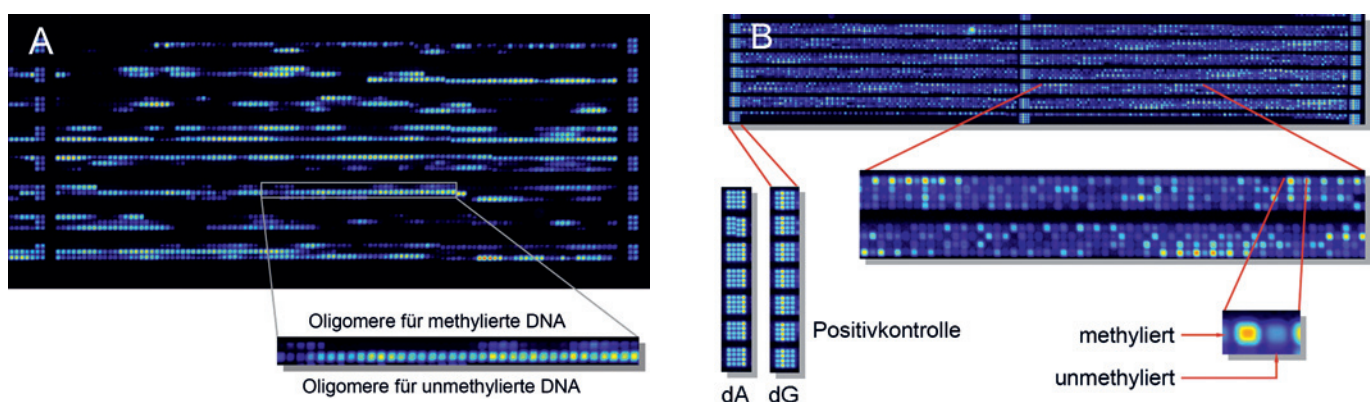 A
Oligomere für methylierte DNA
Oligomere für unmethylierte DNA
B
Positivkontrolle
dA dG
methyliert
unmethyliert